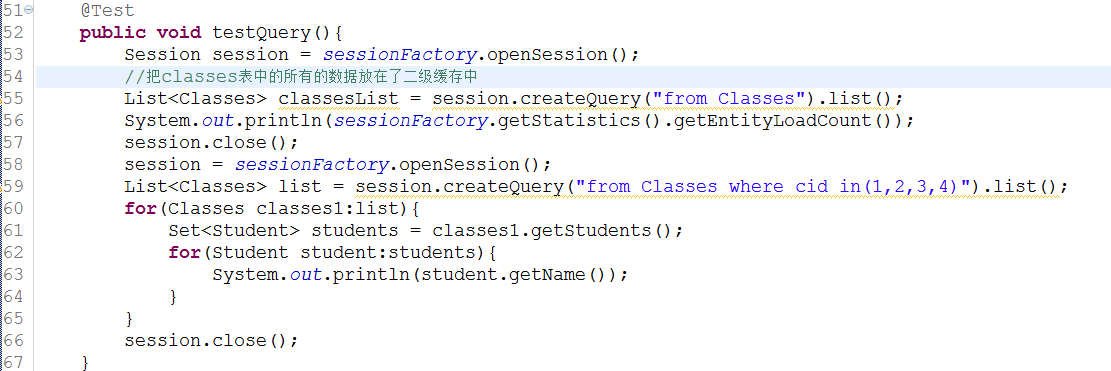 51 @Test
52 public void testQuery(){
53 Session session = sessionFactory.openSession();
54 //把classes表中的所有的数据放在了二级缓存中
55 List<Classes> classesList = session.createQuery("from Classes").list();
56 System.out.println(sessionFactory.getStatistics().getEntityLoadCount());
57 session.close();
58 session = sessionFactory.openSession();
59 List<Classes> list = session.createQuery("from Classes where cid in(1,2,3,4)").list();
60 for(Classes classes1:list){
61 Set<Student> students = classes1.getStudents();
62 for(Student student:students){
63 System.out.println(student.getName());
64 }
65 }
66 session.close();
67 }